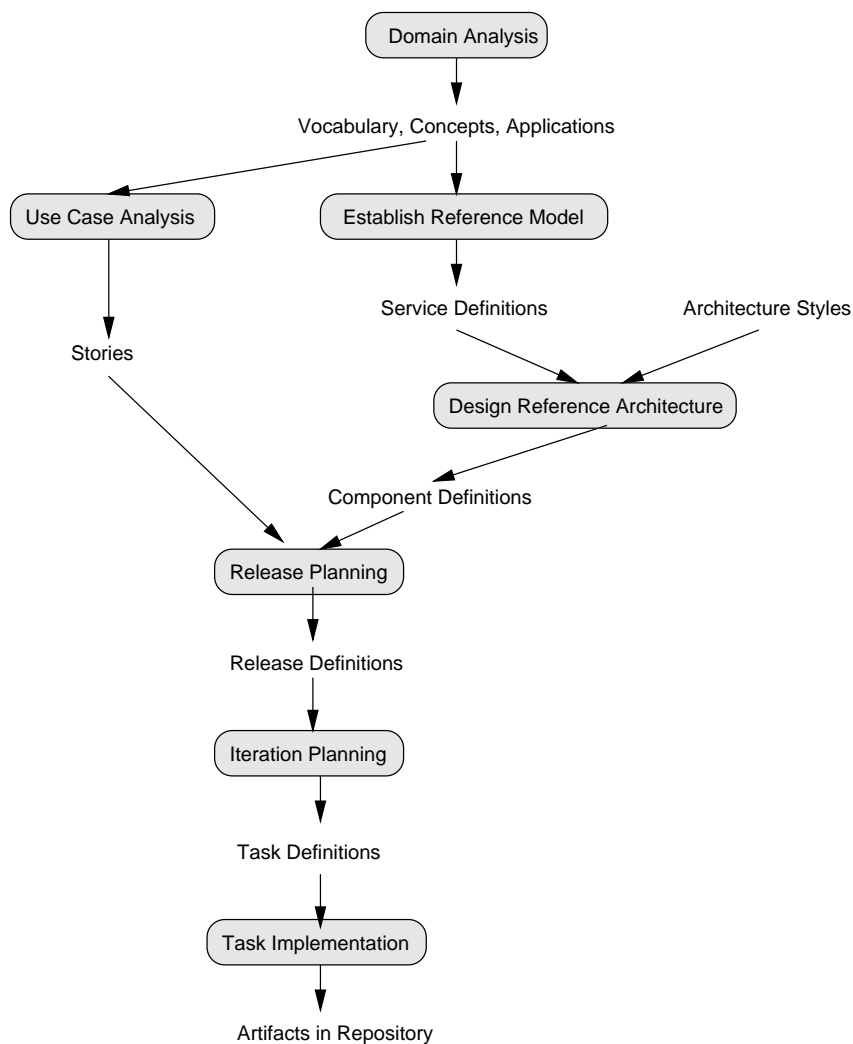 Domain Analysis
Vocabulary, Concepts, Applications
Use Case Analysis
Establish Reference Model
Service Definitions
Architecture Styles
Stories
Design Reference Architecture
Component Definitions
Release Planning
Release Definitions
Iteration Planning
Task Definitions
Task Implementation
Artifacts in Repository